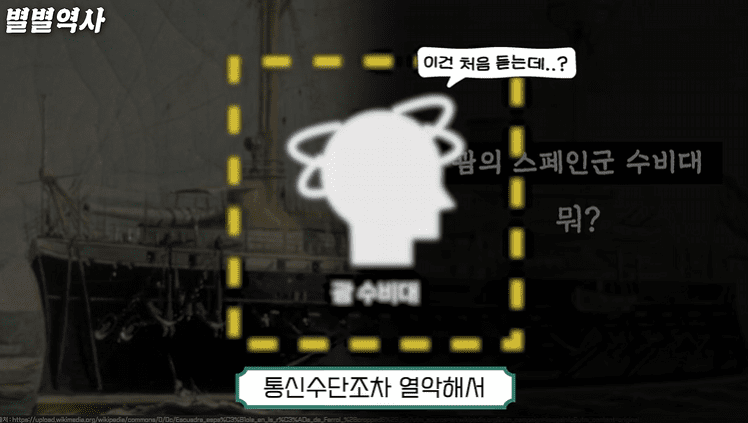 별별역사
이건 처음 듣는데..?
괌의 스페인군 수비대
뭐?
괌 수비대
통신수단조차 열악해서